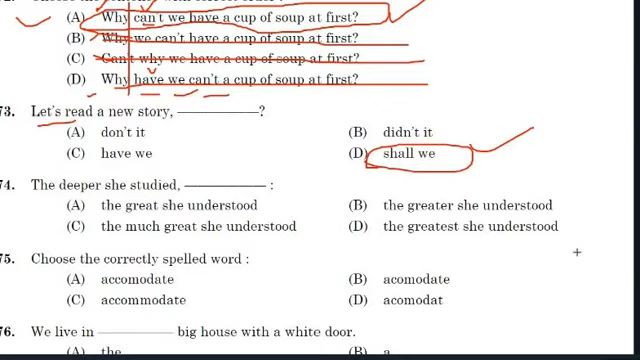 (A) Why can't we have a cup of soup at first?
(B) Why we can't have a cup of soup at first?
(C) Can't why we have a cup of soup at first?
(D) Why have we can't a cup of soup at first?
73. Let's read a new story, ————— ?
(A) don't it (B) didn't it
(C) have we (D) shall we
74. The deeper she studied, ————— :
(A) the great she understood (B) the greater she understood
(C) the much great she understood (D) the greatest she understood
75. Choose the correctly spelled word :
(A) accomodate (B) acomodate
(C) accommodate (D) acomodat
76. We live in ————— big house with a white door.
(A) the (B) a